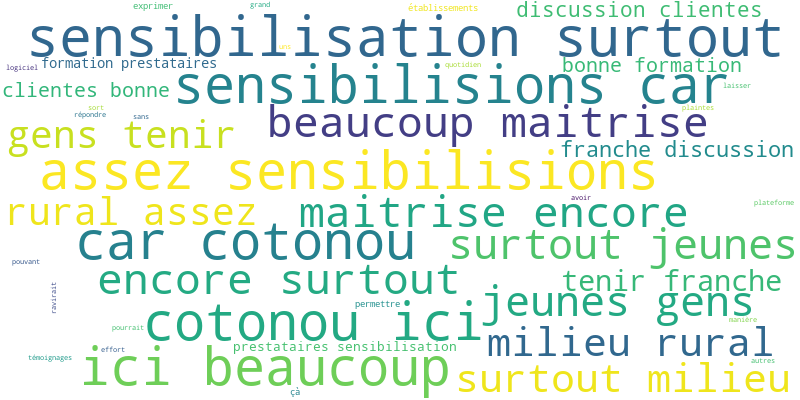 exprimer
grand
établissements
discussion clientes
sensibilisation surtout
une
logiciel
formation prestataires
quotidien
bonne formation
clientes bonne
sensibilisions car
laisser
sort
répondre
sans
beaucoup maitrise
plaintes
gens tenir
franche discussion
assez sensibilisions
avoir
plateforme
rural assez
maitrise encore
car cotonou
surtout jeunes
pouvant
encore surtout
tenir franche
ravirait
permettre
jeunes gens
cotonou ici
manière
pourrait
milieu rural
effort
prestataires sensibilisation
témoignages
ici beaucoup
autres
surtout milieu
çà